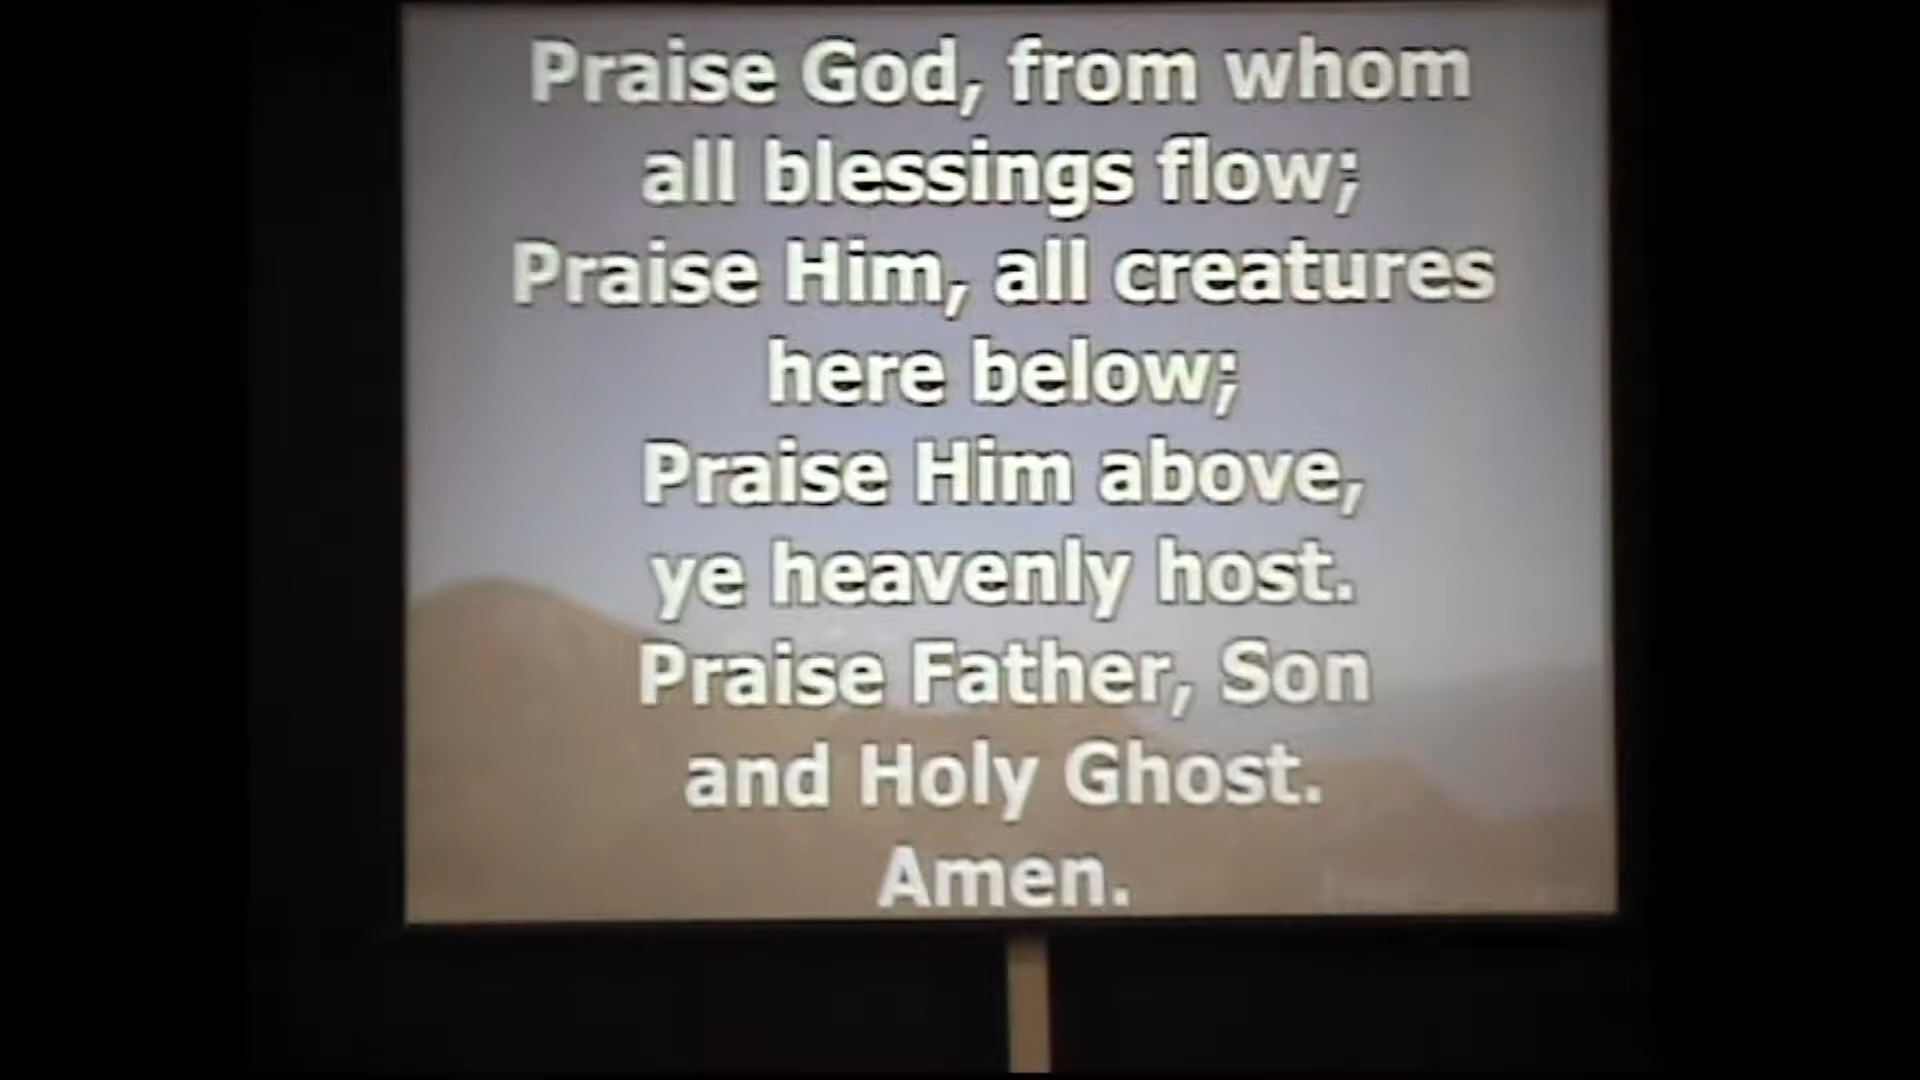 Praise God, from whom
all blessings flow;
Praise Him, all creatures
here below;
Praise Him above,
ye heavenly host.
Praise Father, Son
and Holy Ghost.
Amen.